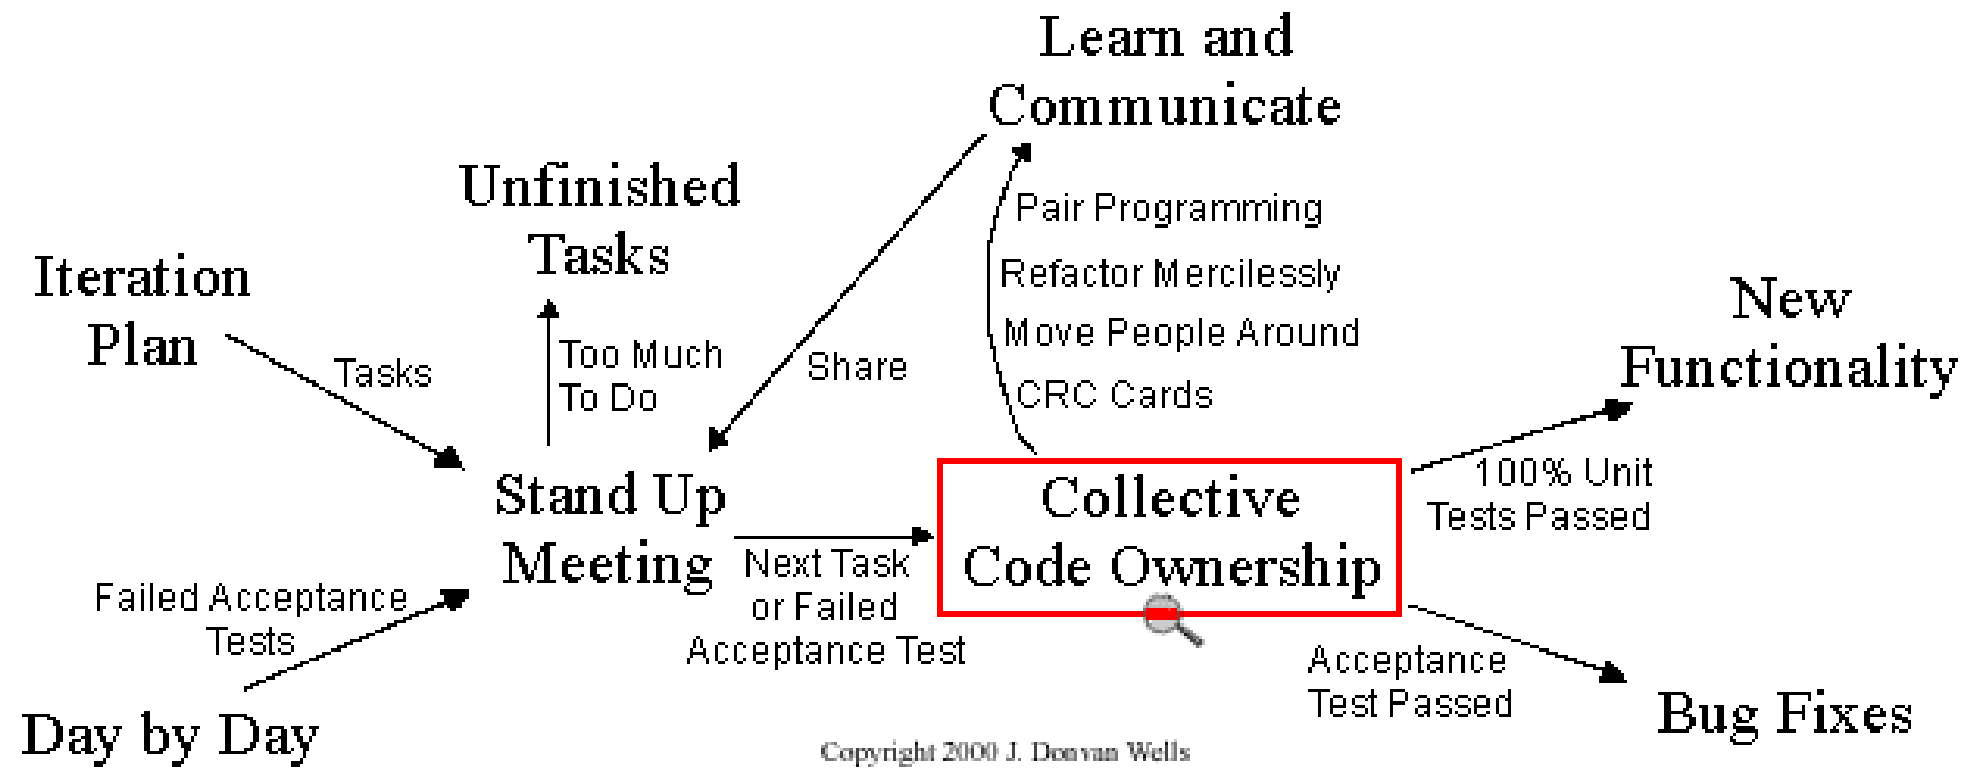 Learn and
Communicate
Unfinished
Tasks
Pair Programming
Refactor Mercilessly
Move People Around
CRC Cards
Iteration
Plan
Tasks
Too Much
To Do
Share
New
Functionality
Stand Up
Meeting
Collective
Code Ownership
100% Unit
Tests Passed
Next Task
or Failed
Acceptance Test
Failed Acceptance
Tests
Acceptance
Test Passed
Day by Day
Bug Fixes
Copyright 2000 J. Donvan Wells